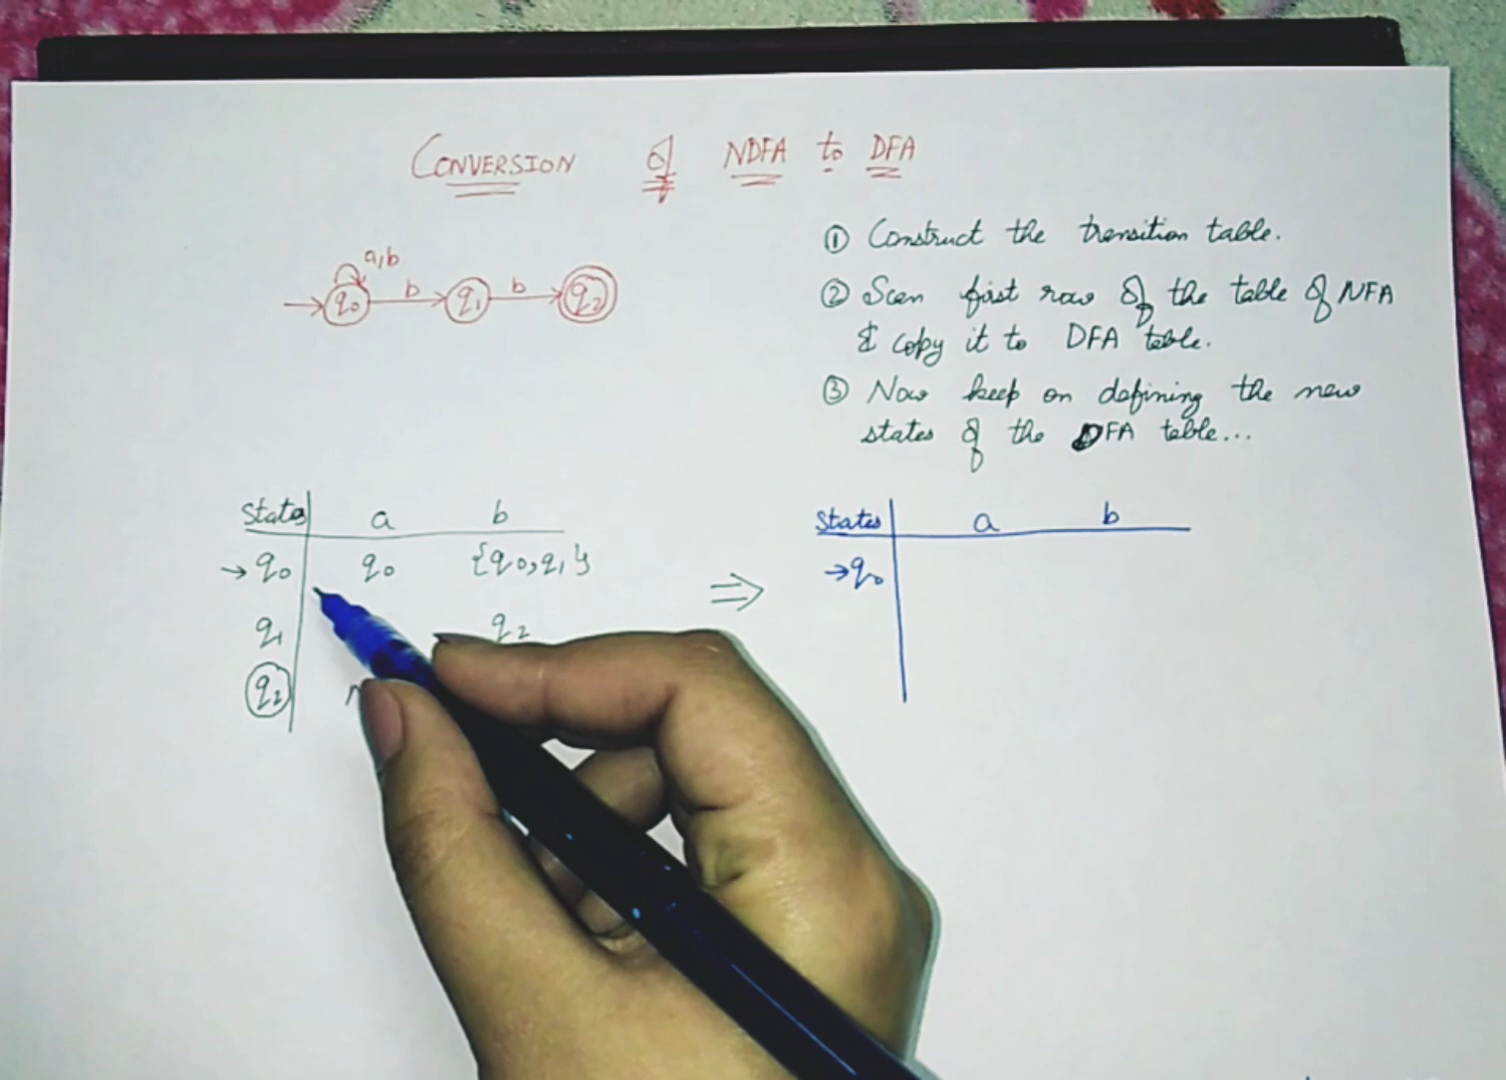 CONVERSION of NDFA to DFA
a,b
→ q0 b q1 b q2
① Construct the transition table.
② Scan first row of the table of NFA
& copy it to DFA table.
③ Now keep on defining the new
states of the DFA table...
States a b
→ q0 q0 {q0,q1}
q1 q2
q2
⇒
States a b
→ q0